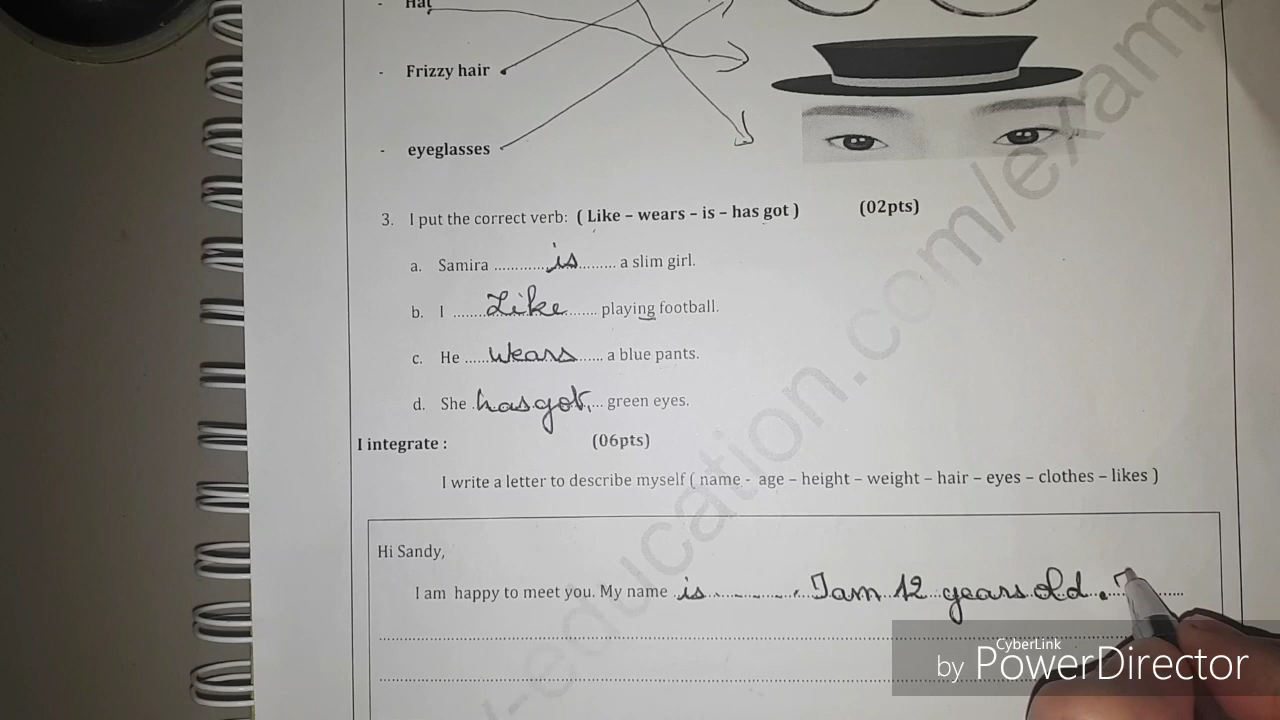 - Hat
- Frizzy hair
- eyeglasses
3. I put the correct verb: ( Like – wears – is – has got ) (02pts)
a. Samira ............is......... a slim girl.
b. I .......Like....... playing football.
c. He ......wears...... a blue pants.
d. She .has got.... green eyes.
I integrate : (06pts)
I write a letter to describe myself ( name - age – height – weight – hair – eyes – clothes – likes )
Hi Sandy,
I am happy to meet you. My name is.............. I am 12 years old. I
y-education.com/exams
CyberLink
by PowerDirector